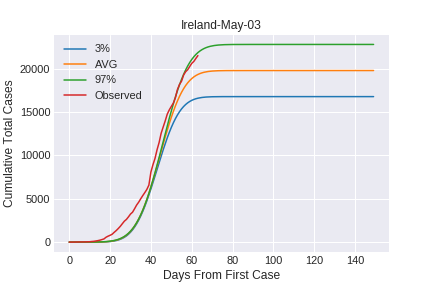 Ireland-May-03
3%
AVG
97%
Observed
Cumulative Total Cases
20000
15000
10000
5000
0
0 20 40 60 80 100 120 140
Days From First Case